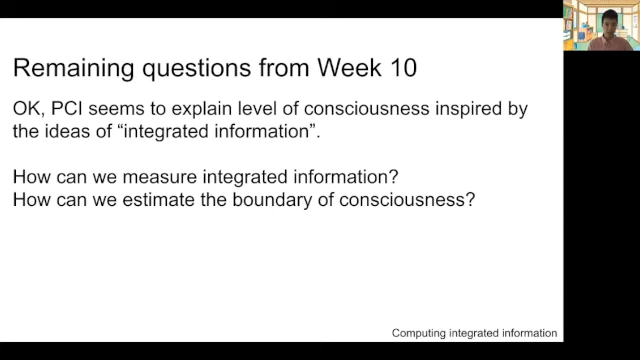 Remaining questions from Week 10
OK, PCI seems to explain level of consciousness inspired by
the ideas of “integrated information”.
How can we measure integrated information?
How can we estimate the boundary of consciousness?
Computing integrated information